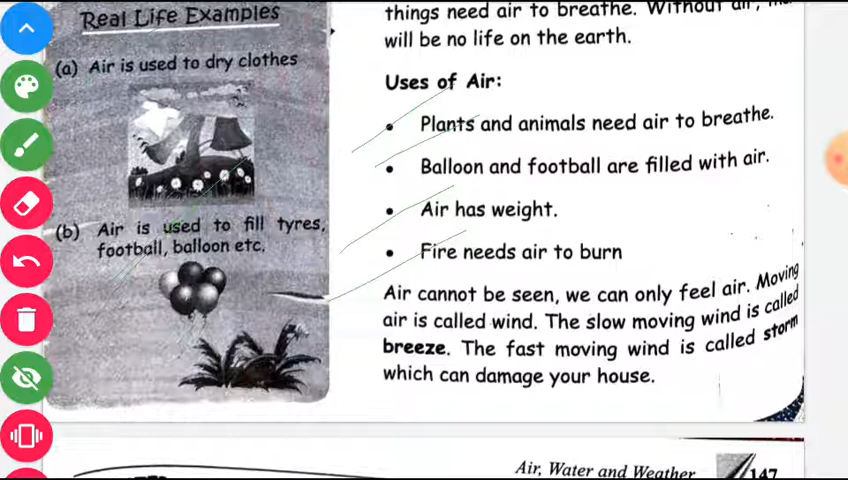 Real Life Examples
(a) Air is used to dry clothes
(b) Air is used to fill tyres,
football, balloon etc.
things need air to breathe. Without air,
will be no life on the earth.
Uses of Air:
• Plants and animals need air to breathe.
• Balloon and football are filled with air.
• Air has weight.
• Fire needs air to burn
Air cannot be seen, we can only feel air. Moving
air is called wind. The slow moving wind is called
breeze. The fast moving wind is called storm
which can damage your house.
Air, Water and Weather 147